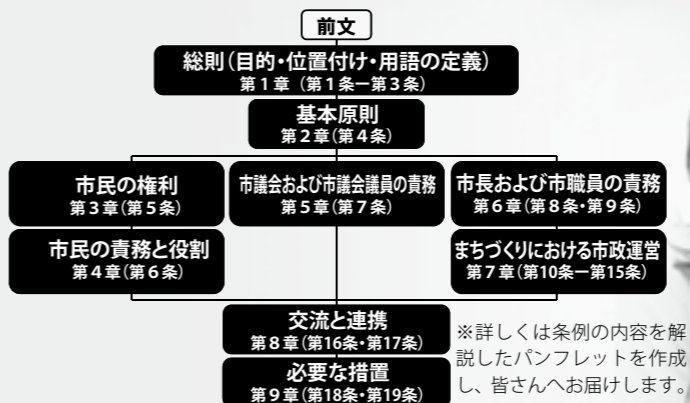 前文
総則(目的・位置付け・用語の定義)
第1章(第1条ー第3条)
基本原則
第2章(第4条)
市民の権利
第3章(第5条)
市議会および市議会議員の責務
第5章(第7条)
市長および市職員の責務
第6章(第8条・第9条)
市民の責務と役割
第4章(第6条)
まちづくりにおける市政運営
第7章(第10条ー第15条)
交流と連携
第8章(第16条・第17条)
必要な措置
第9章(第18条・第19条)
※詳しくは条例の内容を解
説したパンフレットを作成
し、皆さんへお届けします。